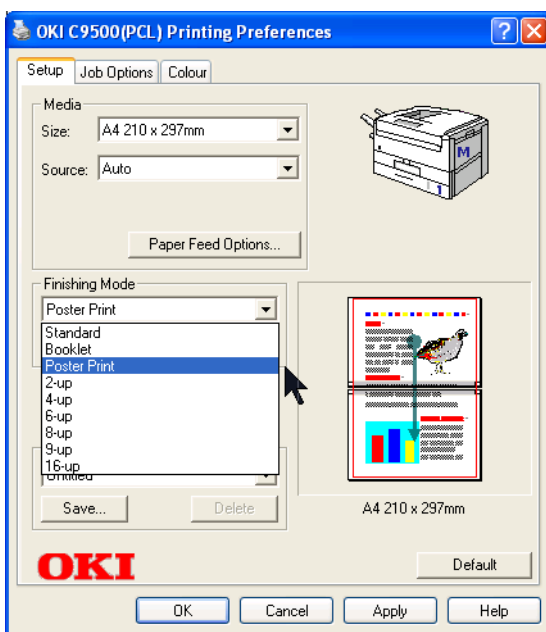 OKI C9500(PCL) Printing Preferences
Setup Job Options Colour
Media
Size: A4 210 x 297mm
Source: Auto
M
1
Paper Feed Options...
Finishing Mode
Poster Print
Standard
Booklet
Poster Print
2-up
4-up
6-up
8-up
9-up
16-up
Untitled
Save... Delete
A4 210 x 297mm
OKI
Default
OK Cancel Apply Help